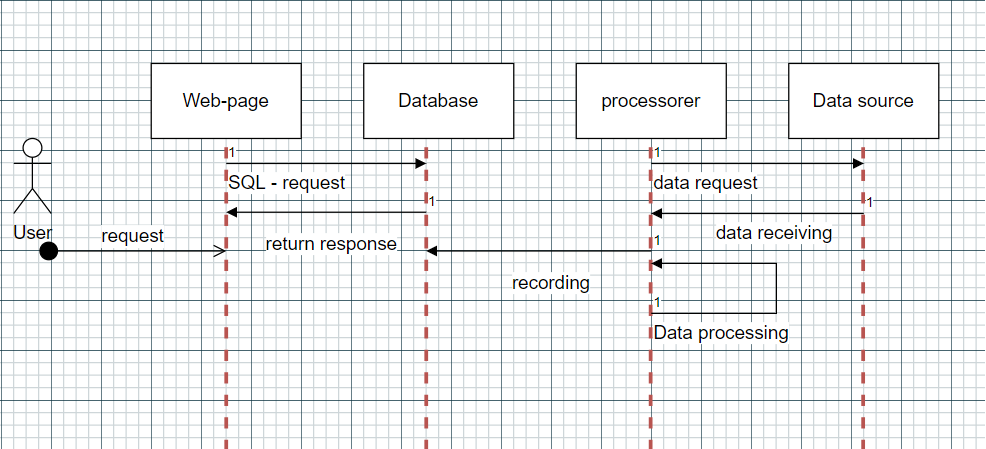 Web-page
Database
processorer
Data source
1
1
SQL - request
data request
1
1
User
request
return response
data receiving
1
recording
1
Data processing